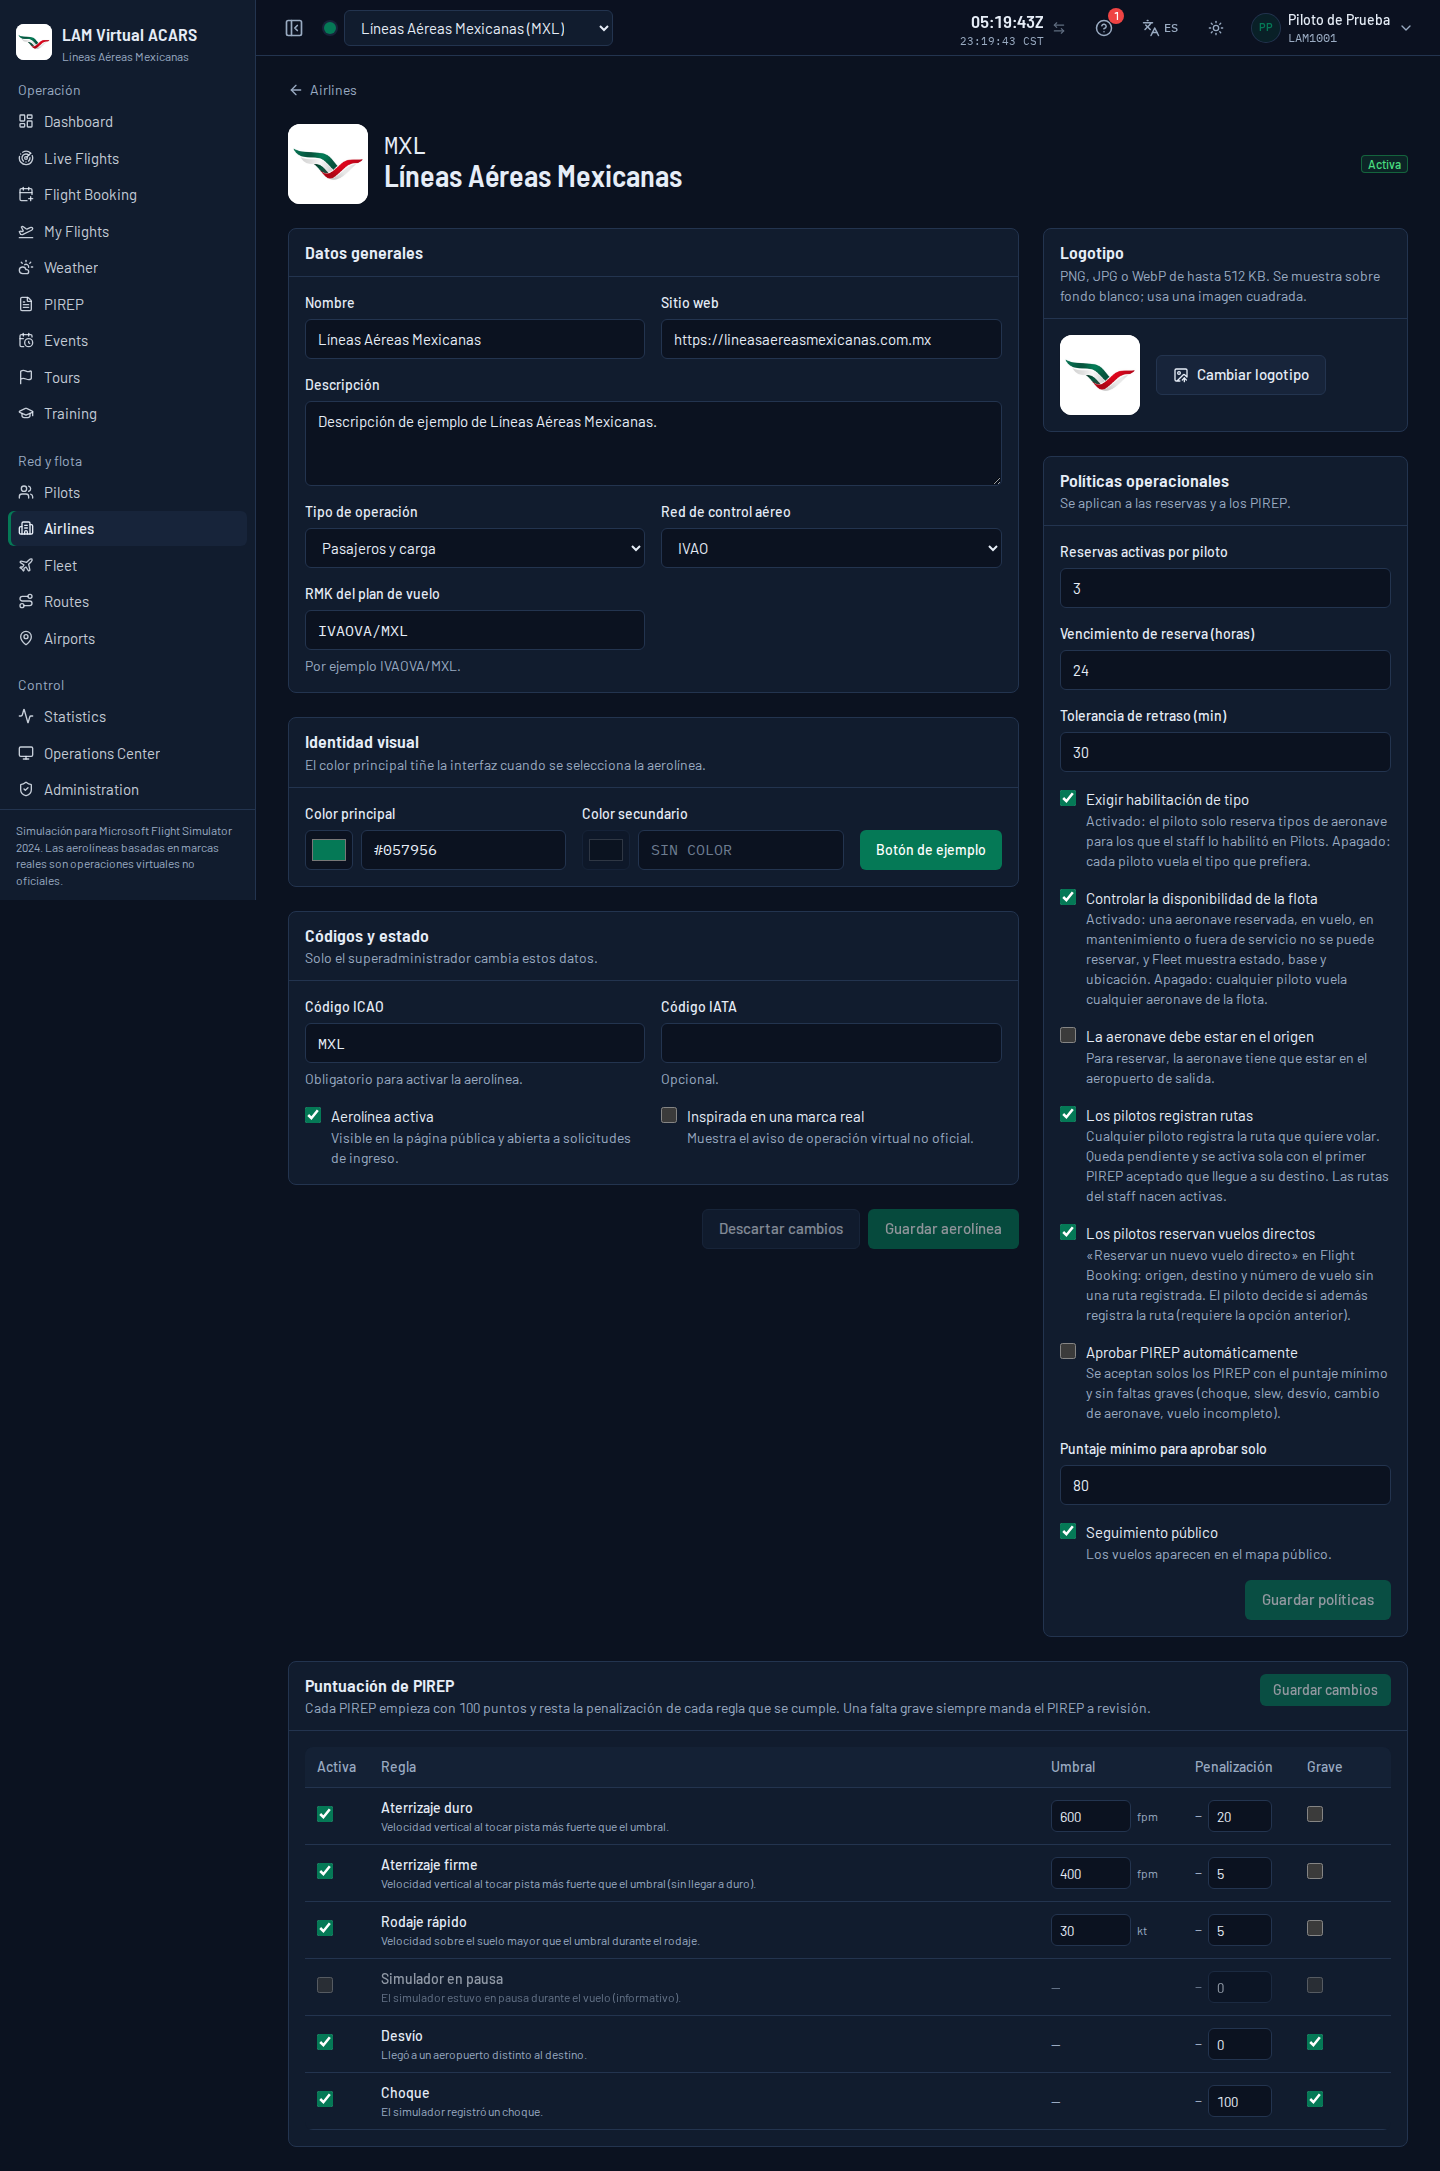 LAM Virtual ACARS
Líneas Aéreas Mexicanas
Operación
Dashboard
Live Flights
Flight Booking
My Flights
Weather
PIREP
Events
Tours
Training
Red y flota
Pilots
Airlines
Fleet
Routes
Airports
Control
Statistics
Operations Center
Administration
Simulación para Microsoft Flight Simulator
2024. Las aerolíneas basadas en marcas
reales son operaciones virtuales no
oficiales.
Líneas Aéreas Mexicanas (MXL)
05:19:43Z
23:19:43 CST
1
ES
PP
Piloto de Prueba
LAM1001
Airlines
MXL
Líneas Aéreas Mexicanas
Activa
Datos generales
Nombre
Sitio web
Líneas Aéreas Mexicanas
https://lineasaereasmexicanas.com.mx
Descripción
Descripción de ejemplo de Líneas Aéreas Mexicanas.
Tipo de operación
Red de control aéreo
Pasajeros y carga
IVAO
RMK del plan de vuelo
IVAOVA/MXL
Por ejemplo IVAOVA/MXL.
Identidad visual
El color principal tiñe la interfaz cuando se selecciona la aerolínea.
Color principal
Color secundario
#057956
SIN COLOR
Botón de ejemplo
Códigos y estado
Solo el superadministrador cambia estos datos.
Código ICAO
Código IATA
MXL
Obligatorio para activar la aerolínea.
Opcional.
Aerolínea activa
Visible en la página pública y abierta a solicitudes
de ingreso.
Inspirada en una marca real
Muestra el aviso de operación virtual no oficial.
Descartar cambios
Guardar aerolínea
Logotipo
PNG, JPG o WebP de hasta 512 KB. Se muestra sobre
fondo blanco; usa una imagen cuadrada.
Cambiar logotipo
Políticas operacionales
Se aplican a las reservas y a los PIREP.
Reservas activas por piloto
3
Vencimiento de reserva (horas)
24
Tolerancia de retraso (min)
30
Exigir habilitación de tipo
Activado: el piloto solo reserva tipos de aeronave
para los que el staff lo habilitó en Pilots. Apagado:
cada piloto vuela el tipo que prefiera.
Controlar la disponibilidad de la flota
Activado: una aeronave reservada, en vuelo, en
mantenimiento o fuera de servicio no se puede
reservar, y Fleet muestra estado, base y
ubicación. Apagado: cualquier piloto vuela
cualquier aeronave de la flota.
La aeronave debe estar en el origen
Para reservar, la aeronave tiene que estar en el
aeropuerto de salida.
Los pilotos registran rutas
Cualquier piloto registra la ruta que quiere volar.
Queda pendiente y se activa sola con el primer
PIREP aceptado que llegue a su destino. Las rutas
del staff nacen activas.
Los pilotos reservan vuelos directos
«Reservar un nuevo vuelo directo» en Flight
Booking: origen, destino y número de vuelo sin
una ruta registrada. El piloto decide si además
registra la ruta (requiere la opción anterior).
Aprobar PIREP automáticamente
Se aceptan solos los PIREP con el puntaje mínimo
y sin faltas graves (choque, slew, desvío, cambio
de aeronave, vuelo incompleto).
Puntaje mínimo para aprobar solo
80
Seguimiento público
Los vuelos aparecen en el mapa público.
Guardar políticas
Puntuación de PIREP
Cada PIREP empieza con 100 puntos y resta la penalización de cada regla que se cumple. Una falta grave siempre manda el PIREP a revisión.
Guardar cambios
Activa Regla Umbral Penalización Grave
Aterrizaje duro
Velocidad vertical al tocar pista más fuerte que el umbral.
600 fpm − 20
Aterrizaje firme
Velocidad vertical al tocar pista más fuerte que el umbral (sin llegar a duro).
400 fpm − 5
Rodaje rápido
Velocidad sobre el suelo mayor que el umbral durante el rodaje.
30 kt − 5
Simulador en pausa
El simulador estuvo en pausa durante el vuelo (informativo).
— − 0
Desvío
Llegó a un aeropuerto distinto al destino.
— − 0
Choque
El simulador registró un choque.
— − 100